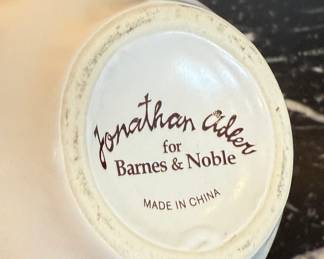 Jonathan Adler
for
Barnes & Noble
MADE IN CHINA